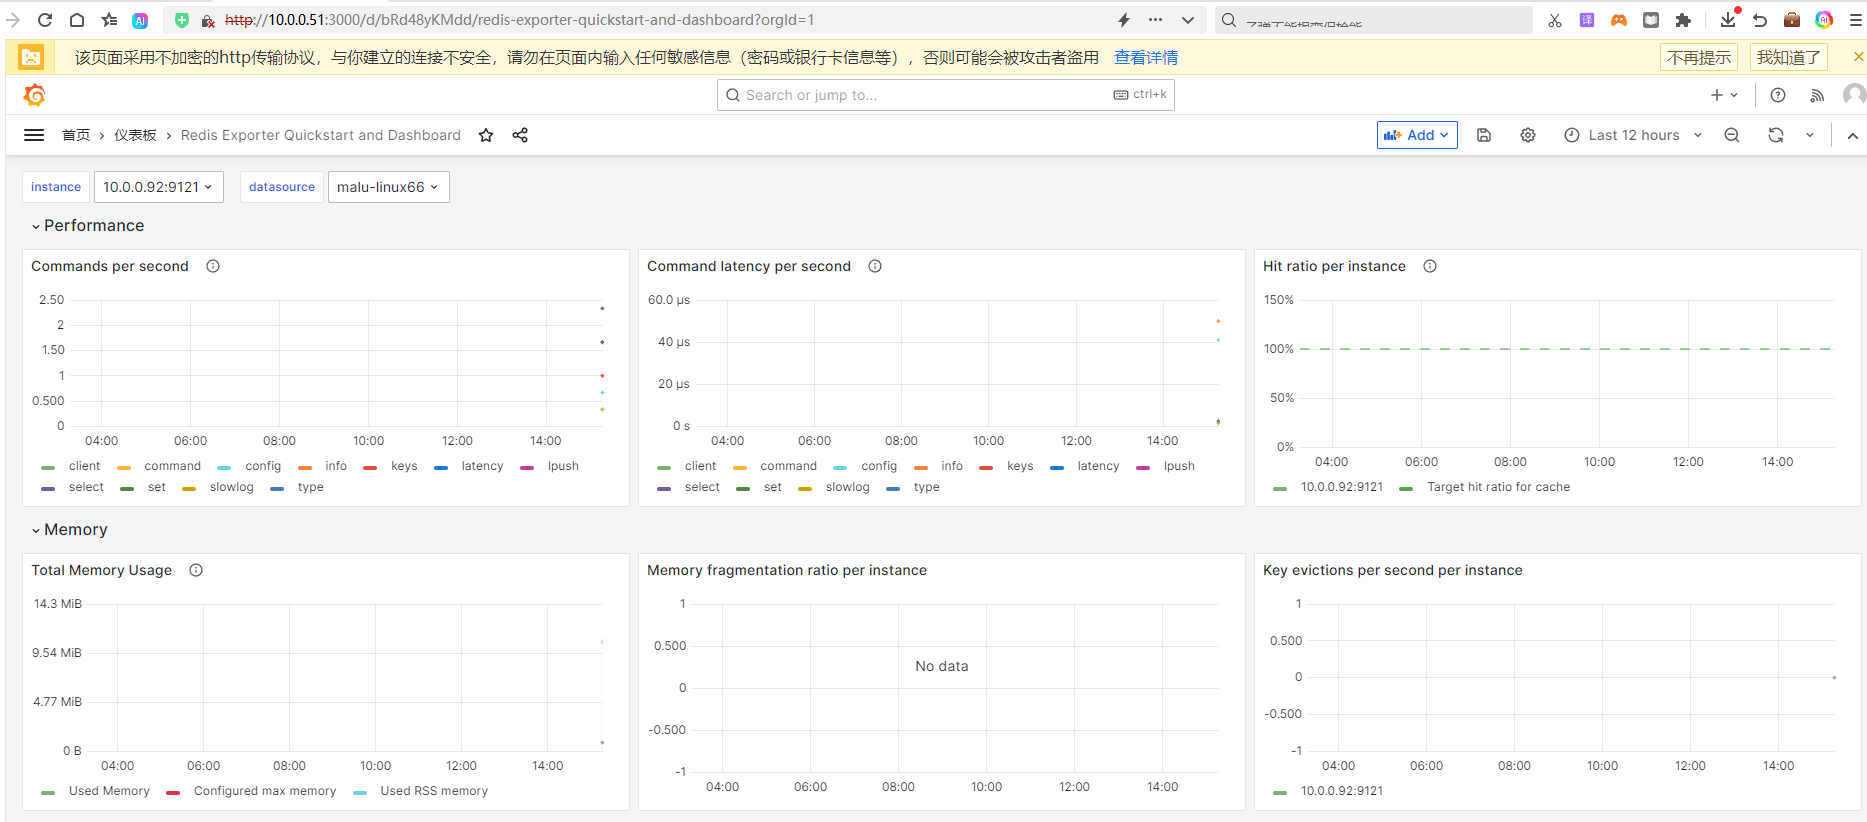 http://10.0.0.51:3000/d/bRd48yKMdd/redis-exporter-quickstart-and-dashboard?orgId=1
该页面采用不加密的http传输协议，与你建立的连接不安全，请勿在页面内输入任何敏感信息（密码或银行卡信息等），否则可能会被攻击者盗用 查看详情 不再提示 我知道了
Search or jump to... ctrl+k
首页 仪表板 Redis Exporter Quickstart and Dashboard Add Last 12 hours
instance 10.0.0.92:9121 datasource malu-linux66
Performance
Commands per second
2.50
2
1.50
1
0.500
0
04:00 06:00 08:00 10:00 12:00 14:00
client command config info keys latency lpush
select set slowlog type
Command latency per second
60.0 µs
40 µs
20 µs
0 s
04:00 06:00 08:00 10:00 12:00 14:00
client command config info keys latency lpush
select set slowlog type
Hit ratio per instance
150%
100%
50%
0%
04:00 06:00 08:00 10:00 12:00 14:00
10.0.0.92:9121 Target hit ratio for cache
Memory
Total Memory Usage
14.3 MiB
9.54 MiB
4.77 MiB
0 B
04:00 06:00 08:00 10:00 12:00 14:00
Used Memory Configured max memory Used RSS memory
Memory fragmentation ratio per instance
1
0.500
No data
0
-0.500
-1
04:00 06:00 08:00 10:00 12:00 14:00
Key evictions per second per instance
1
0.500
0
-0.500
-1
04:00 06:00 08:00 10:00 12:00 14:00
10.0.0.92:9121